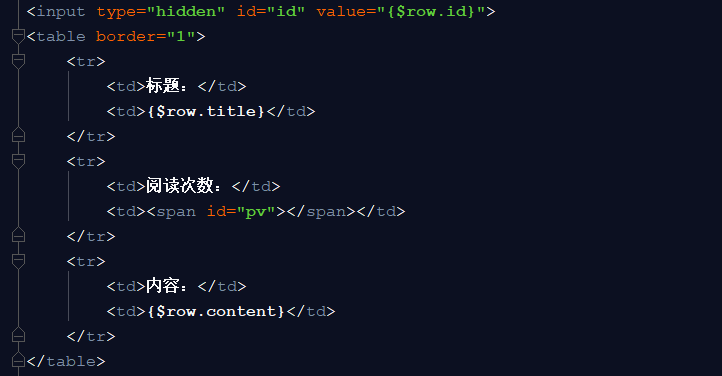 <input type="hidden" id="id" value="{$row.id}">
<table border="1">
<tr>
<td>标题：</td>
<td>{$row.title}</td>
</tr>
<tr>
<td>阅读次数：</td>
<td><span id="pv"></span></td>
</tr>
<tr>
<td>内容：</td>
<td>{$row.content}</td>
</tr>
</table>